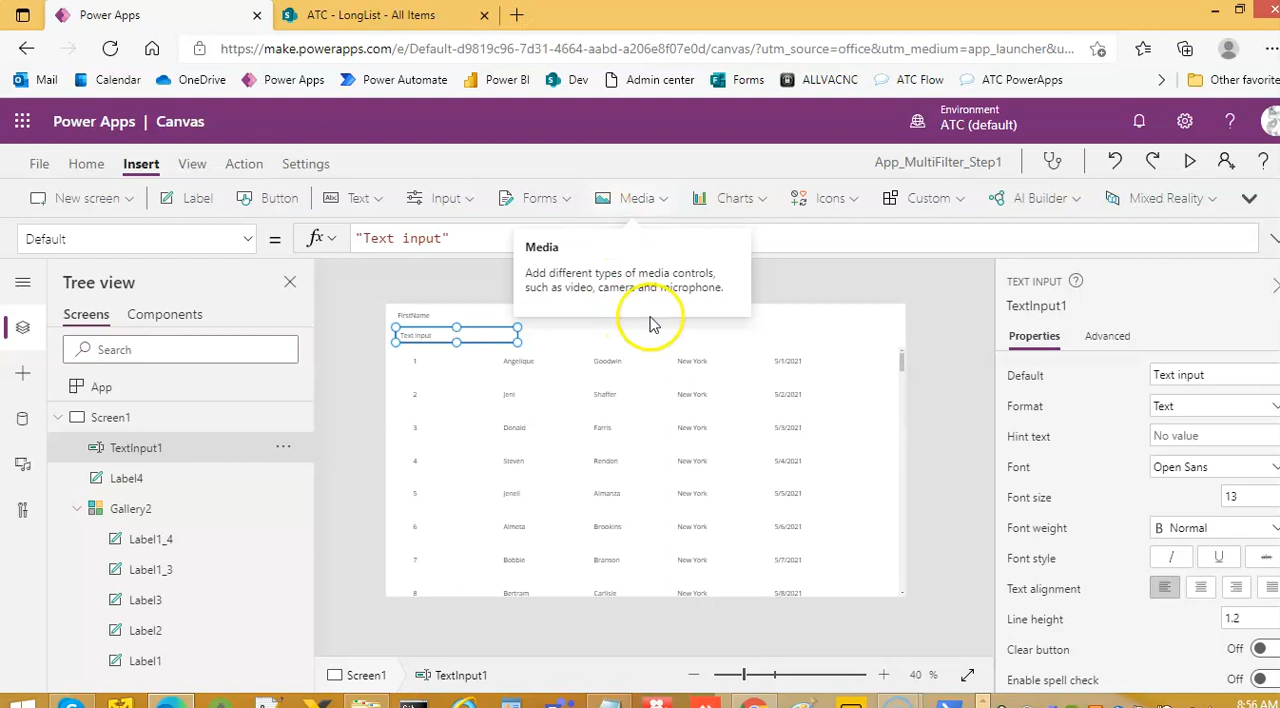 Power Apps
ATC - LongList - All Items
https://make.powerapps.com/e/Default-d9819c96-7d31-4664-aabd-a206e8f07e0d/canvas/?utm_source=office&utm_medium=app_launcher&u...
Mail Calendar OneDrive Power Apps Power Automate Power BI Dev Admin center Forms ALLVACNC ATC Flow ATC PowerApps Other favorite
Power Apps | Canvas
Environment
ATC (default)
File Home Insert View Action Settings App_MultiFilter_Step1
New screen Label Button Abc Text Input Forms Media Charts Icons Custom AI Builder Mixed Reality
Default = fx "Text input"
Media
Add different types of media controls,
such as video, camera and microphone.
Tree view
Screens Components
Search
App
Screen1
TextInput1
Label4
Gallery2
Label1_4
Label1_3
Label3
Label2
Label1
FirstName
Text input
1 Angelique Goodwin New York 5/1/2021
2 Jeni Shaffer New York 5/2/2021
3 Donald Farris New York 5/3/2021
4 Steven Rendon New York 5/4/2021
5 Jenell Almanza New York 5/5/2021
6 Almeta Brookins New York 5/6/2021
7 Bobbie Branson New York 5/7/2021
8 Bertram Carlisle New York 5/8/2021
TEXT INPUT
TextInput1
Properties Advanced
Default Text input
Format Text
Hint text No value
Font Open Sans
Font size 13
Font weight B Normal
Font style / U
Text alignment
Line height 1.2
Clear button Off
Enable spell check Off
Screen1 TextInput1 40 %
8:56 AM